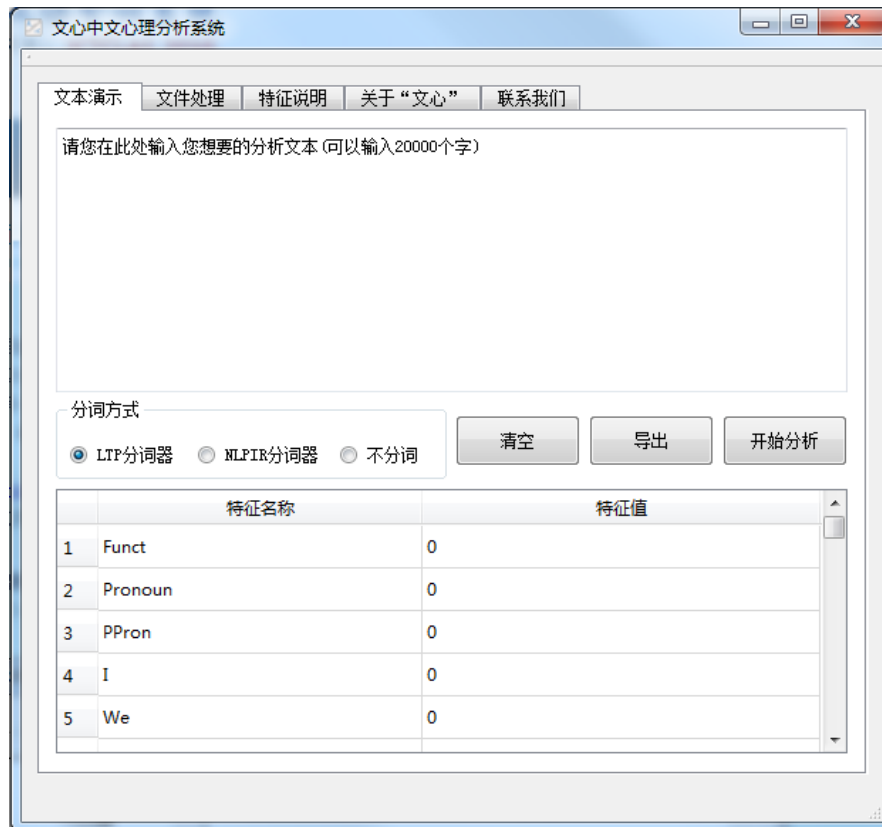 文心中文心理分析系统
文本演示 文件处理 特征说明 关于“文心” 联系我们
请您在此处输入您想要的分析文本(可以输入20000个字)
分词方式
LTP分词器 NLPIR分词器 不分词 清空 导出 开始分析
特征名称 特征值
1 Funct 0
2 Pronoun 0
3 PPron 0
4 I 0
5 We 0